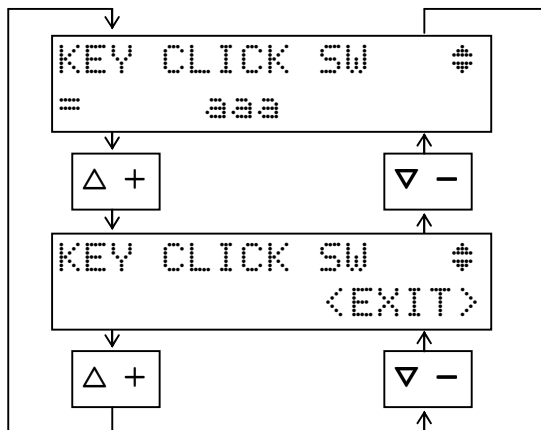 KEY CLICK SW
= aaa
△ + ▽ −
KEY CLICK SW
<EXIT>
△ + ▽ −